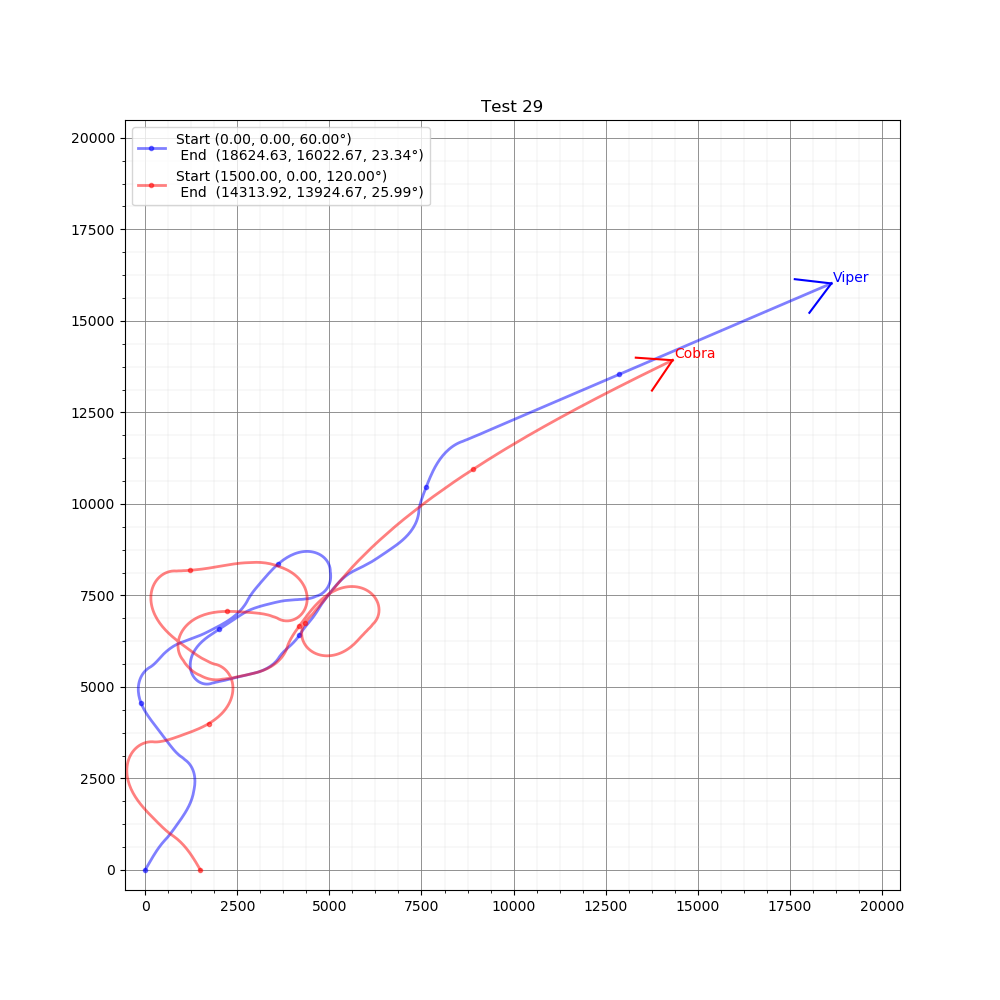 Test 29
Start (0.00, 0.00, 60.00°)
End (18624.63, 16022.67, 23.34°)
Start (1500.00, 0.00, 120.00°)
End (14313.92, 13924.67, 25.99°)
20000
17500
15000
12500
10000
7500
5000
2500
0
Viper
Cobra
0 2500 5000 7500 10000 12500 15000 17500 20000